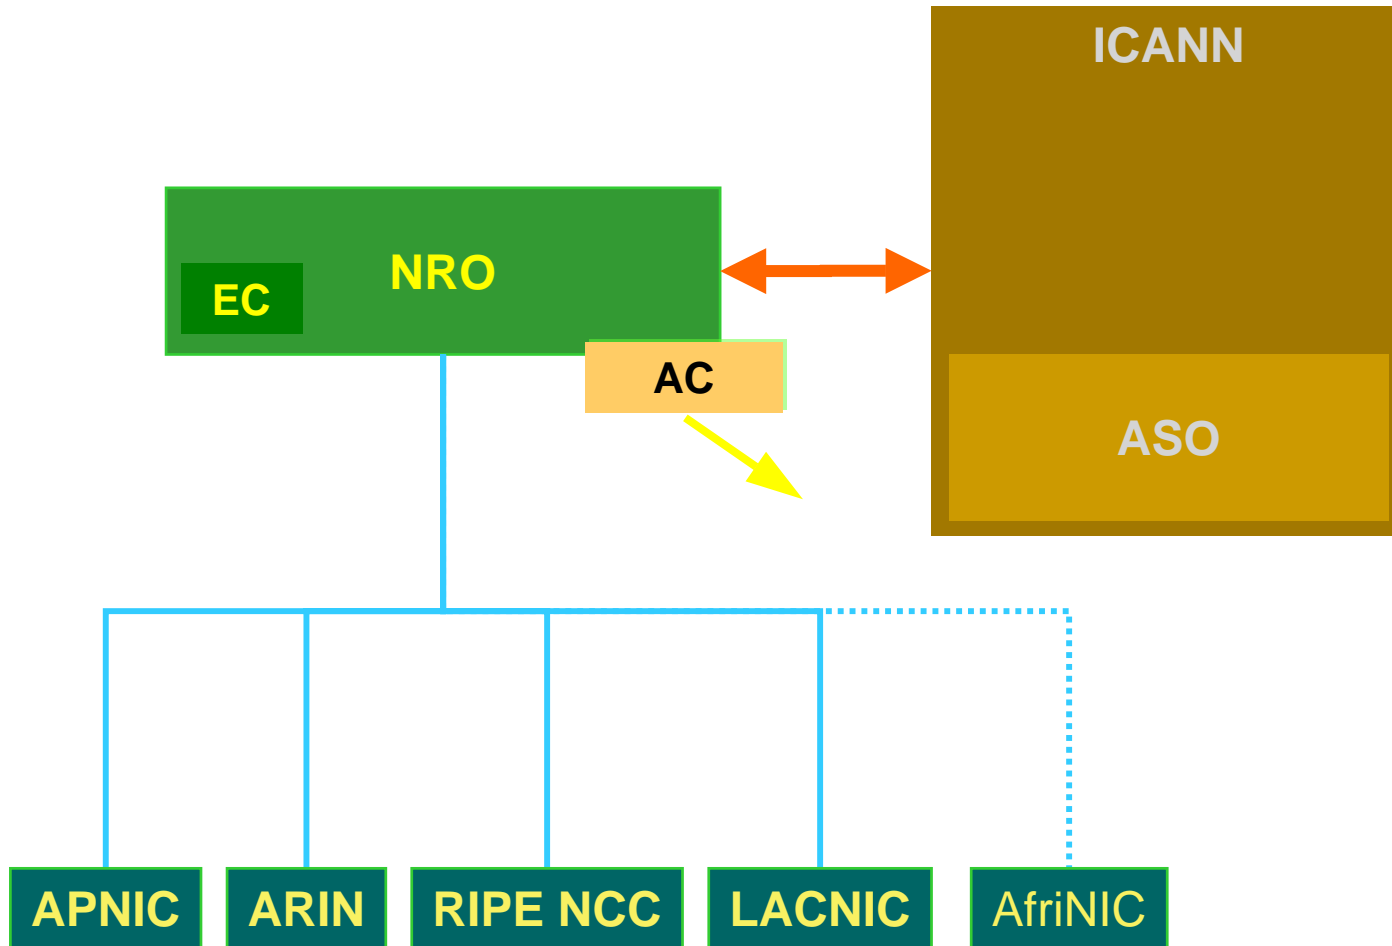 ICANN
NRO
EC
AC
ASO
APNIC
ARIN
RIPE NCC
LACNIC
AfriNIC